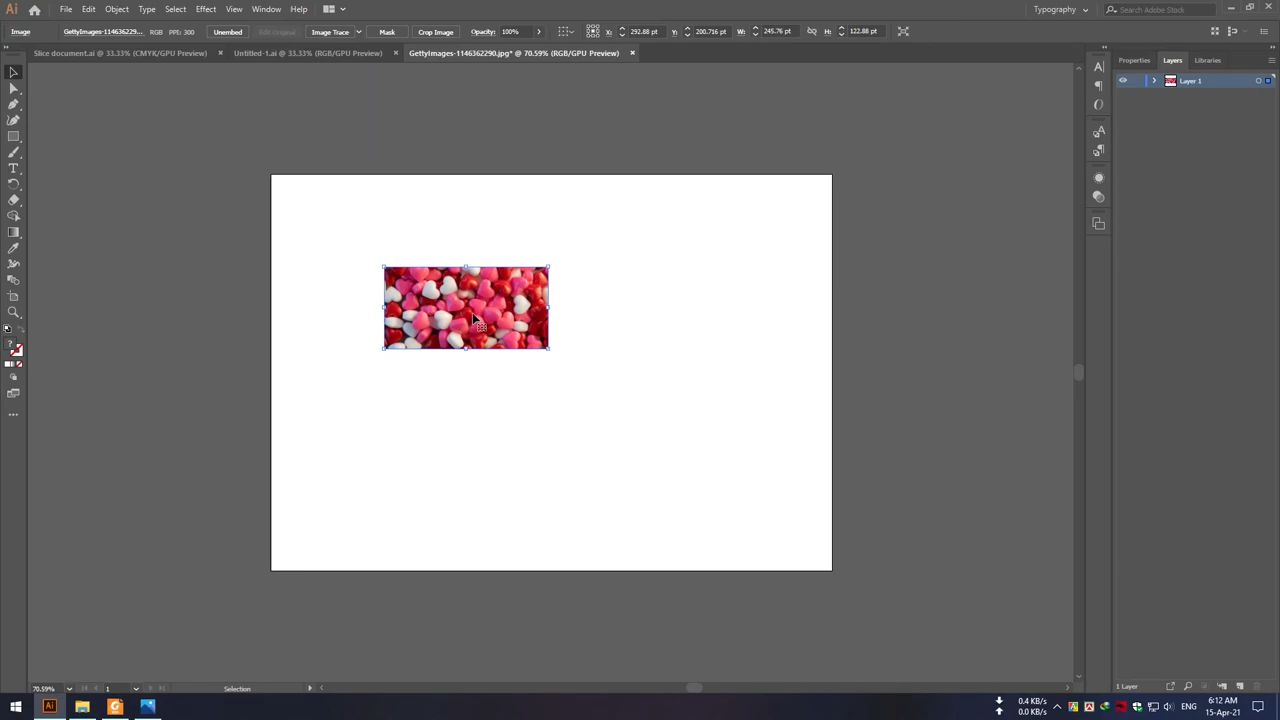 Ai File Edit Object Type Select Effect View Window Help Typography Search Adobe Stock
Image GettyImages-114636229... RGB PPI: 300 Unembed Edit Original Image Trace Mask Crop Image Opacity: 100% X: 292.88 pt Y: 200.716 pt W: 245.76 pt H: 122.88 pt
Slice document.ai @ 33.33% (CMYK/GPU Preview) × Untitled-1.ai @ 33.33% (RGB/GPU Preview) × GettyImages-1146362290.jpg* @ 70.59% (RGB/GPU Preview) ×
Properties Layers Libraries
Layer 1
70.59% 1 Selection 1 Layer
Ai 0.4 KB/s 0.0 KB/s ENG 6:12 AM 15-Apr-21